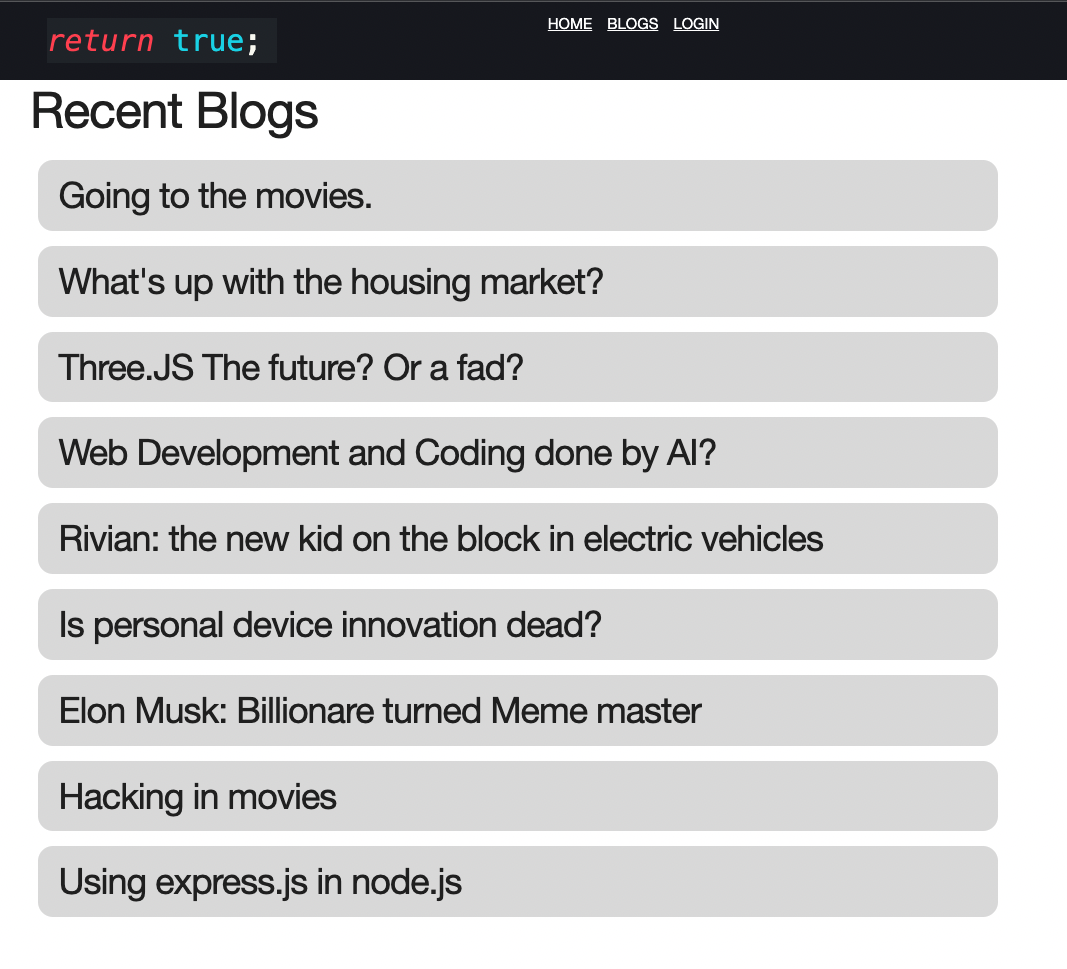 return true;
HOME BLOGS LOGIN
Recent Blogs
Going to the movies.
What's up with the housing market?
Three.JS The future? Or a fad?
Web Development and Coding done by AI?
Rivian: the new kid on the block in electric vehicles
Is personal device innovation dead?
Elon Musk: Billionare turned Meme master
Hacking in movies
Using express.js in node.js